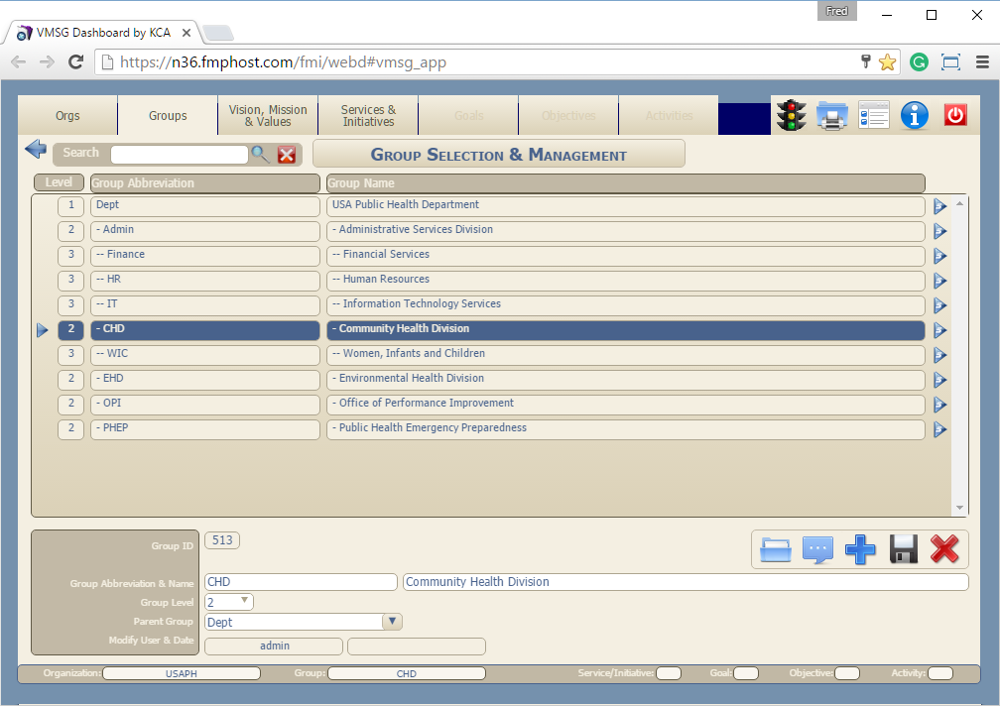 Fred
VMSG Dashboard by KCA
https://n36.fmphost.com/fmi/webd#vmsg_app
Orgs
Groups
Vision, Mission
& Values
Services &
Initiatives
Goals
Objectives
Activities
Search
Group Selection & Management
Level Group Abbreviation Group Name
1 Dept USA Public Health Department
2 - Admin - Administrative Services Division
3 -- Finance -- Financial Services
3 -- HR -- Human Resources
3 -- IT -- Information Technology Services
2 - CHD - Community Health Division
3 -- WIC -- Women, Infants and Children
2 - EHD - Environmental Health Division
2 - OPI - Office of Performance Improvement
2 - PHEP - Public Health Emergency Preparedness
Group ID 513
Group Abbreviation & Name CHD Community Health Division
Group Level 2
Parent Group Dept
Modify User & Date admin
Organization: USAPH Group: CHD Service/Initiative: Goal: Objective: Activity: